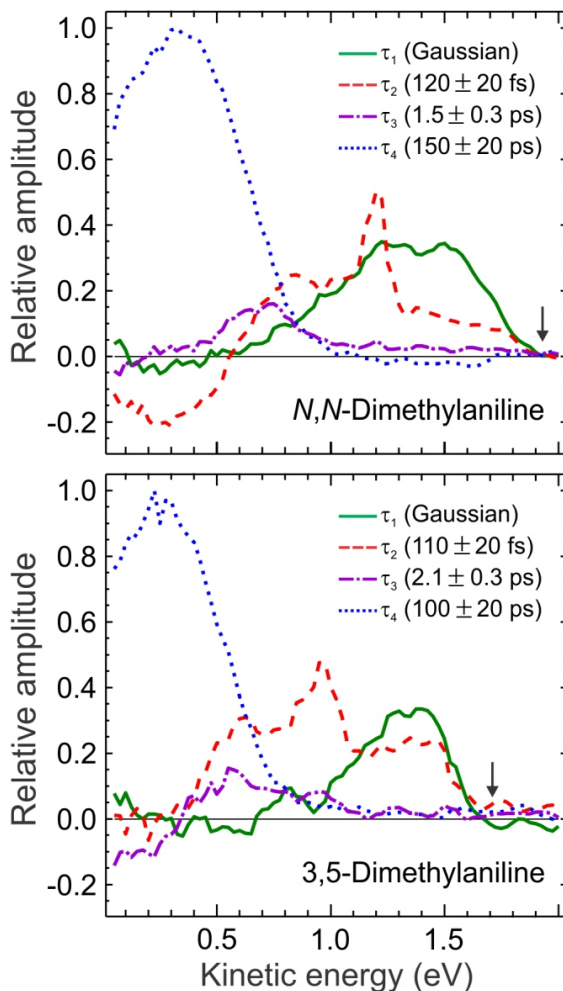 τ₁ (Gaussian)
τ₂ (120 ± 20 fs)
τ₃ (1.5 ± 0.3 ps)
τ₄ (150 ± 20 ps)
1.0
0.8
0.6
0.4
0.2
0.0
-0.2
Relative amplitude
N,N-Dimethylaniline
τ₁ (Gaussian)
τ₂ (110 ± 20 fs)
τ₃ (2.1 ± 0.3 ps)
τ₄ (100 ± 20 ps)
1.0
0.8
0.6
0.4
0.2
0.0
-0.2
Relative amplitude
3,5-Dimethylaniline
0.5 1.0 1.5
Kinetic energy (eV)